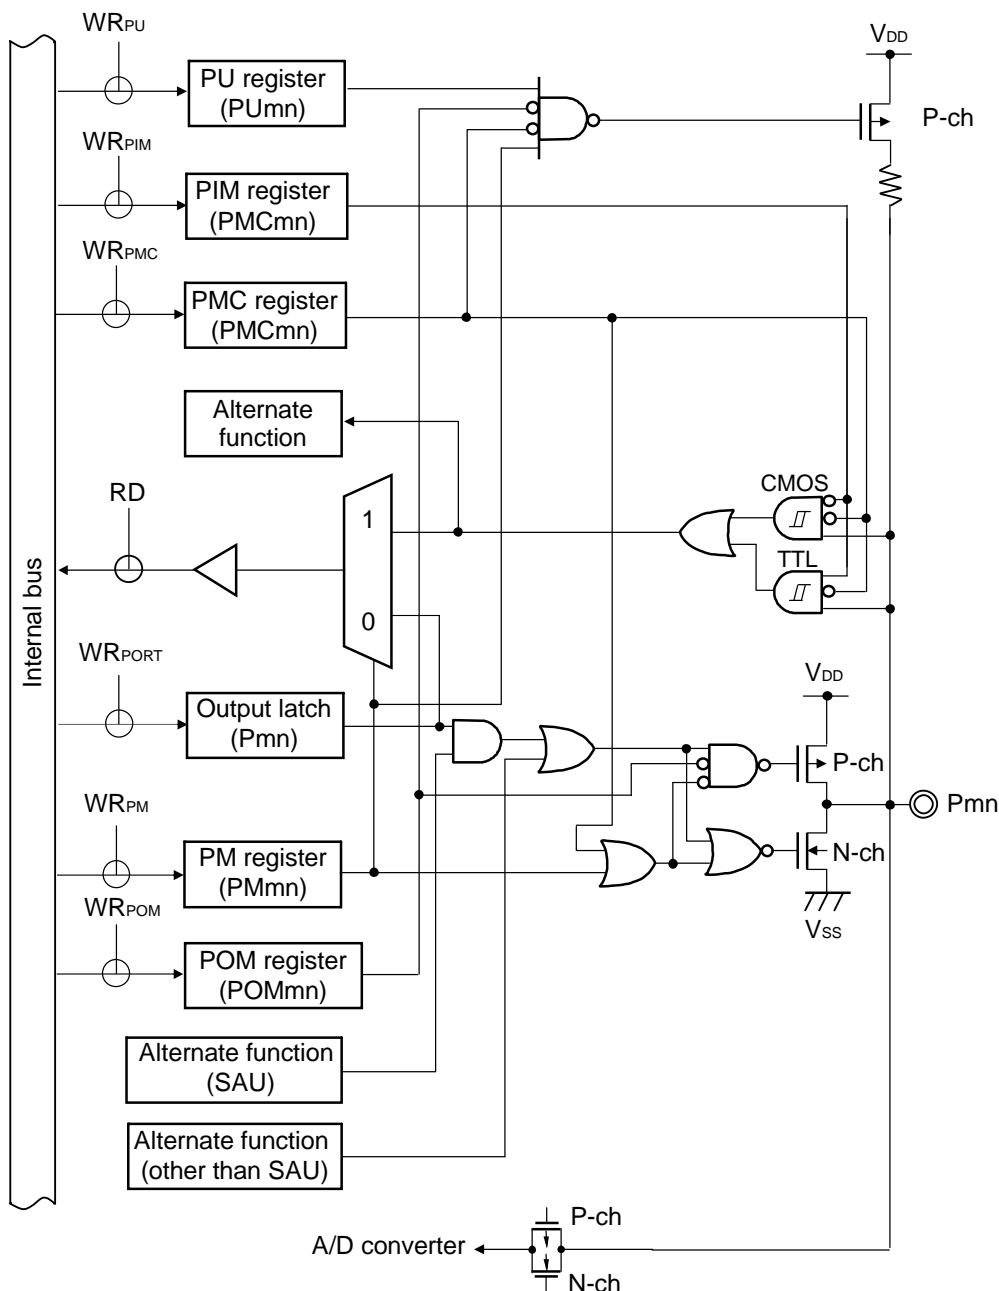 WRPU
VDD
PU register
(PUmn)
P-ch
WRPIM
PIM register
(PMCmn)
WRPMC
PMC register
(PMCmn)
Alternate
function
CMOS
RD
1
TTL
0
Internal bus
WRPORT
VDD
Output latch
(Pmn)
P-ch
Pmn
WRPM
PM register
(PMmn)
N-ch
WRPOM
VSS
POM register
(POMmn)
Alternate function
(SAU)
Alternate function
(other than SAU)
P-ch
A/D converter
N-ch